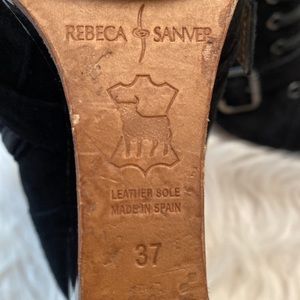 REBECA SANVER
LEATHER SOLE
MADE IN SPAIN
37